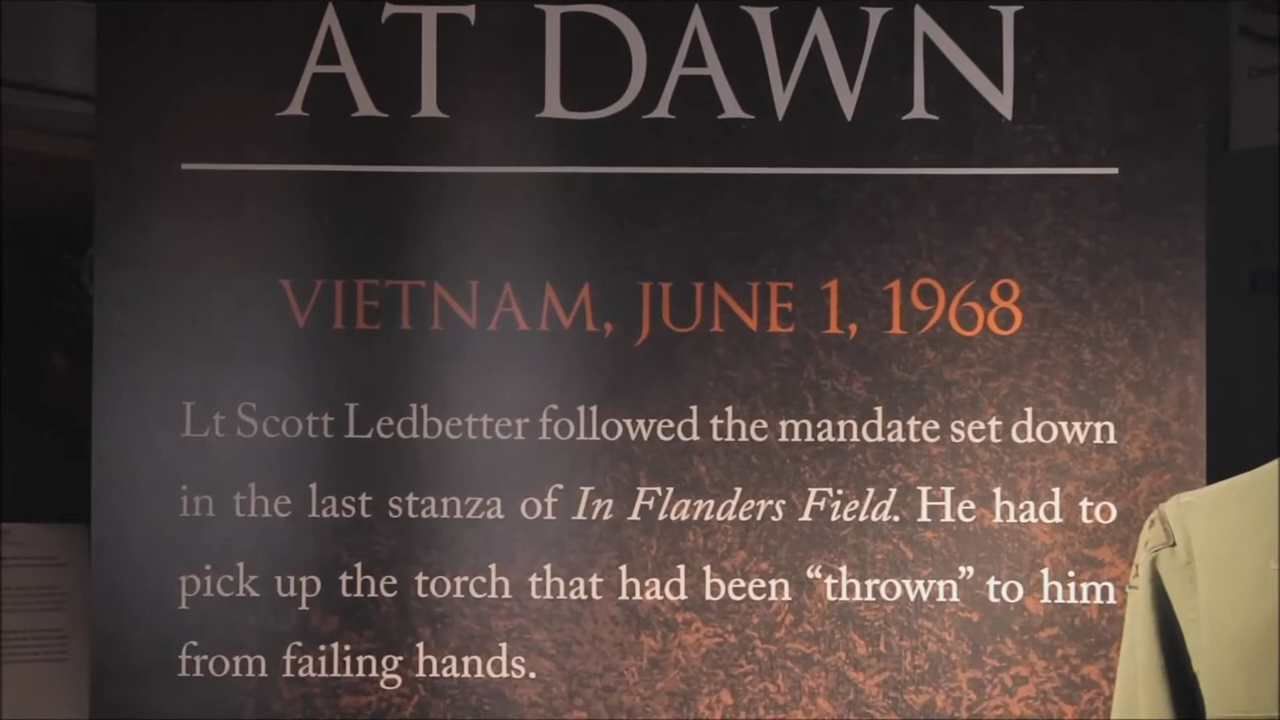 AT DAWN
VIETNAM, JUNE 1, 1968
Lt Scott Ledbetter followed the mandate set down
in the last stanza of In Flanders Field. He had to
pick up the torch that had been “thrown” to him
from failing hands.